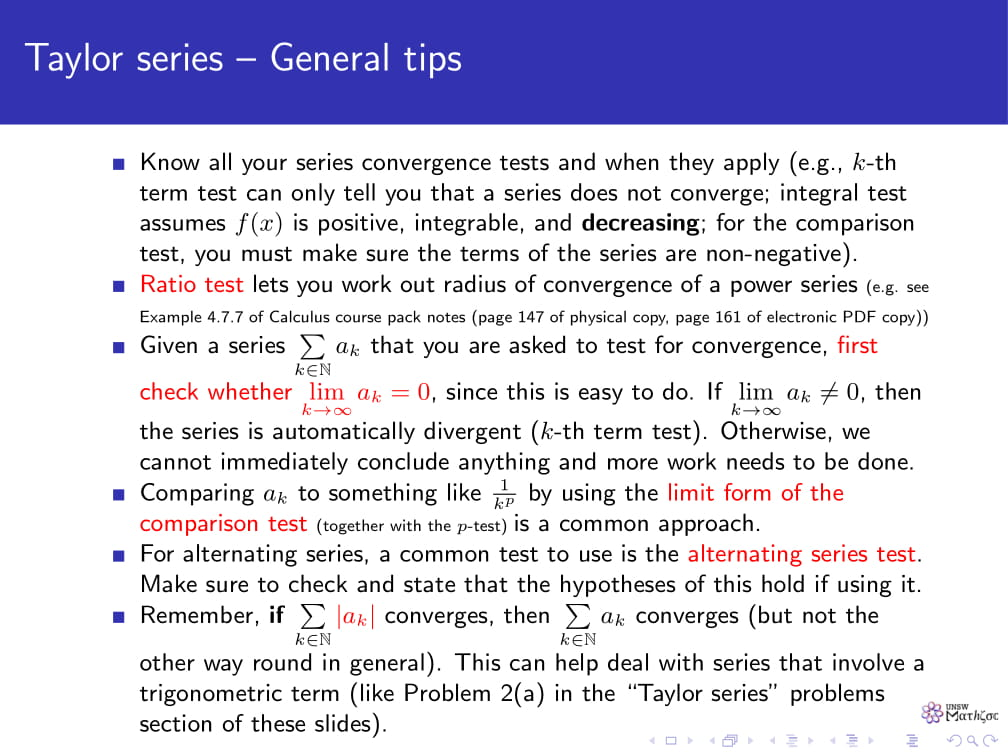 Taylor series – General tips
Know all your series convergence tests and when they apply (e.g., k-th
term test can only tell you that a series does not converge; integral test
assumes f(x) is positive, integrable, and decreasing; for the comparison
test, you must make sure the terms of the series are non-negative).
Ratio test lets you work out radius of convergence of a power series (e.g. see
Example 4.7.7 of Calculus course pack notes (page 147 of physical copy, page 161 of electronic PDF copy))
Given a series ∑_{k∈ℕ} a_k that you are asked to test for convergence, first
check whether lim_{k→∞} a_k = 0, since this is easy to do. If lim_{k→∞} a_k ≠ 0, then
the series is automatically divergent (k-th term test). Otherwise, we
cannot immediately conclude anything and more work needs to be done.
Comparing a_k to something like 1/k^p by using the limit form of the
comparison test (together with the p-test) is a common approach.
For alternating series, a common test to use is the alternating series test.
Make sure to check and state that the hypotheses of this hold if using it.
Remember, if ∑_{k∈ℕ} |a_k| converges, then ∑_{k∈ℕ} a_k converges (but not the
other way round in general). This can help deal with series that involve a
trigonometric term (like Problem 2(a) in the “Taylor series” problems
section of these slides).
UNSW
Mατhζσc